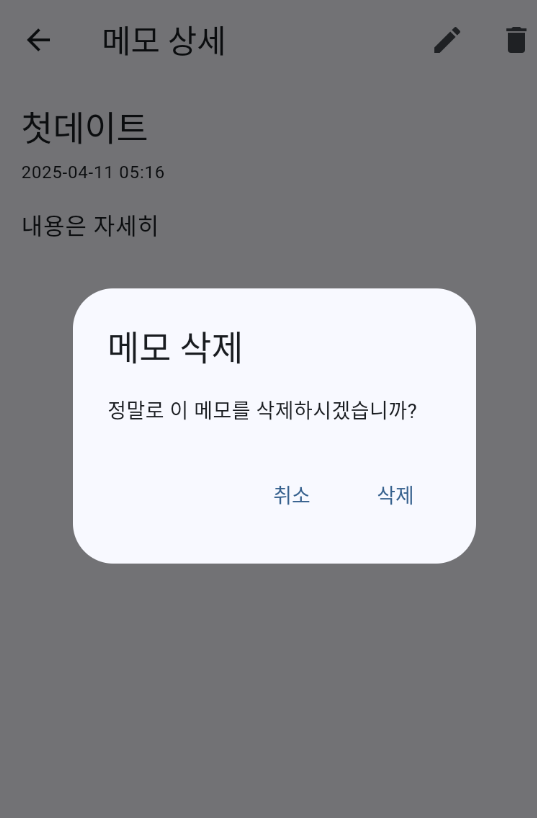 메모 상세
첫데이트
2025-04-11 05:16
내용은 자세히
메모 삭제
정말로 이 메모를 삭제하시겠습니까?
취소 삭제